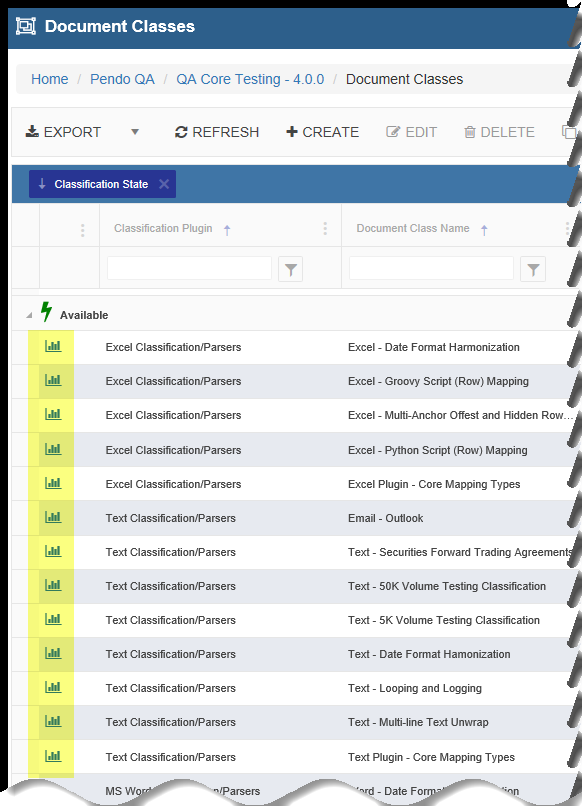 Document Classes
Home / Pendo QA / QA Core Testing - 4.0.0 / Document Classes
EXPORT REFRESH CREATE EDIT DELETE
Classification State
Classification Plugin Document Class Name
Available
Excel Classification/Parsers Excel - Date Format Harmonization
Excel Classification/Parsers Excel - Groovy Script (Row) Mapping
Excel Classification/Parsers Excel - Multi-Anchor Offest and Hidden Row...
Excel Classification/Parsers Excel - Python Script (Row) Mapping
Excel Classification/Parsers Excel Plugin - Core Mapping Types
Text Classification/Parsers Email - Outlook
Text Classification/Parsers Text - Securities Forward Trading Agreements
Text Classification/Parsers Text - 50K Volume Testing Classification
Text Classification/Parsers Text - 5K Volume Testing Classification
Text Classification/Parsers Text - Date Format Hamonization
Text Classification/Parsers Text - Looping and Logging
Text Classification/Parsers Text - Multi-line Text Unwrap
Text Classification/Parsers Text Plugin - Core Mapping Types
MS Word /Parsers - Date